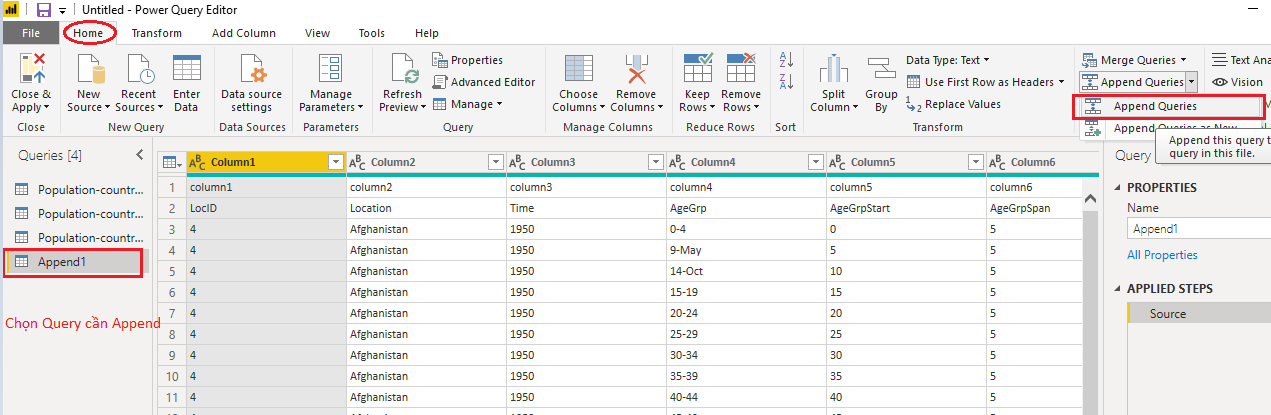 Untitled - Power Query Editor
File Home Transform Add Column View Tools Help
Close & Apply
New Source
Recent Sources
Enter Data
Data source settings
Manage Parameters
Refresh Preview
Properties
Advanced Editor
Manage
Choose Columns
Remove Columns
Keep Rows
Remove Rows
Split Column
Group By
Data Type: Text
Use First Row as Headers
Replace Values
Merge Queries
Append Queries
Text Ana
Vision
Append Queries
Append Queries as New
Append this query t
query in this file.
Close New Query Data Sources Parameters Query Manage Columns Reduce Rows Sort Transform
Queries [4]
Population-countr...
Population-countr...
Population-countr...
Append1
Chọn Query cần Append
Column1 Column2 Column3 Column4 Column5 Column6
1 column1 column2 column3 column4 column5 column6
2 LocID Location Time AgeGrp AgeGrpStart AgeGrpSpan
3 4 Afghanistan 1950 0-4 0 5
4 4 Afghanistan 1950 9-May 5 5
5 4 Afghanistan 1950 14-Oct 10 5
6 4 Afghanistan 1950 15-19 15 5
7 4 Afghanistan 1950 20-24 20 5
8 4 Afghanistan 1950 25-29 25 5
9 4 Afghanistan 1950 30-34 30 5
10 4 Afghanistan 1950 35-39 35 5
11 4 Afghanistan 1950 40-44 40 5
Query
PROPERTIES
Name
Append1
All Properties
APPLIED STEPS
Source